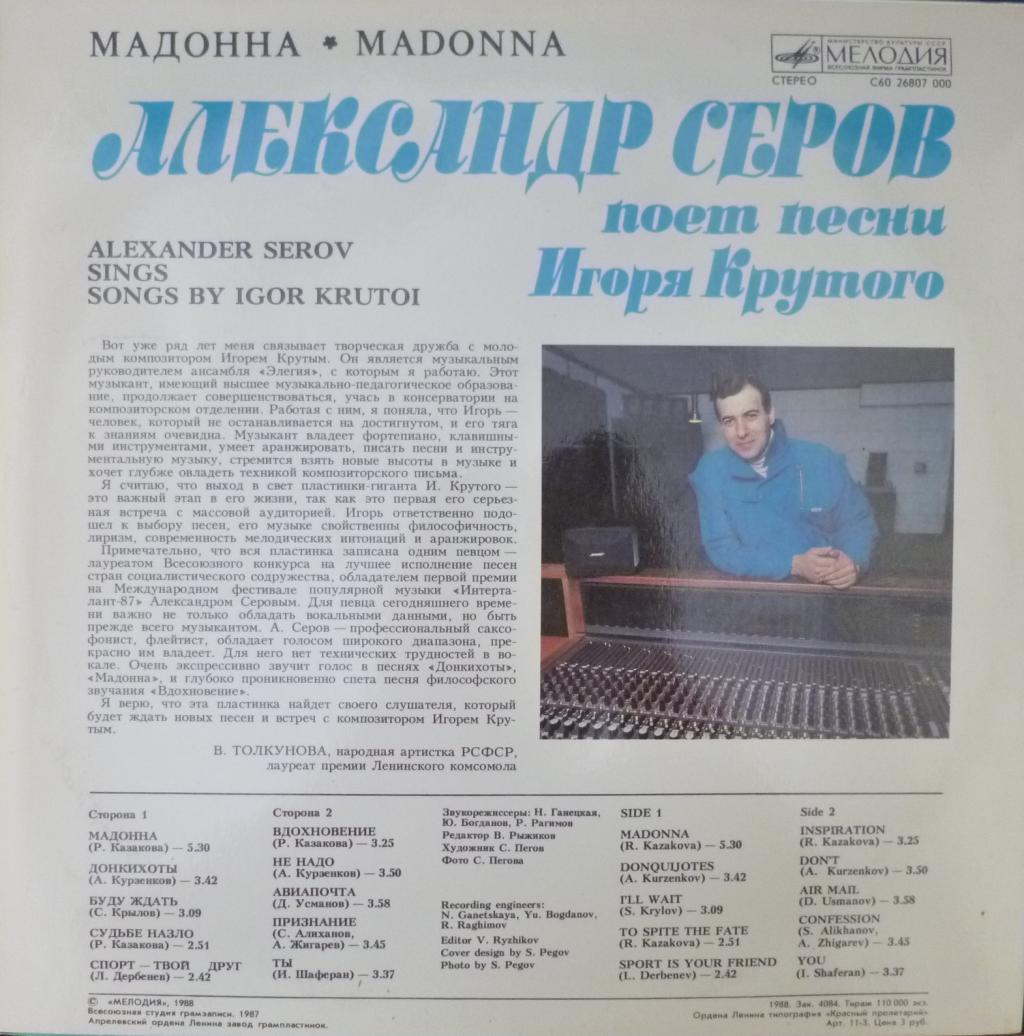 МАДОННА * MADONNA
МИНИСТЕРСТВО КУЛЬТУРЫ СССР
МЕЛОДИЯ
ВСЕСОЮЗНАЯ ФИРМА ГРАМПЛАСТИНОК
СТЕРЕО С60 26807 000
АЛЕКСАНДР СЕРОВ
поет песни
Игоря Крутого
ALEXANDER SEROV
SINGS
SONGS BY IGOR KRUTOI
Вот уже ряд лет меня связывает творческая дружба с моло-
дым композитором Игорем Крутым. Он является музыкальным
руководителем ансамбля «Элегия», с которым я работаю. Этот
музыкант, имеющий высшее музыкально-педагогическое образова-
ние, продолжает совершенствоваться, учась в консерватории на
композиторском отделении. Работая с ним, я поняла, что Игорь —
человек, который не останавливается на достигнутом, и его тяга
к знаниям очевидна. Музыкант владеет фортепиано, клавишны-
ми инструментами, умеет аранжировать, писать песни и инстру-
ментальную музыку, стремится взять новые высоты в музыке и
хочет глубже овладеть техникой композиторского письма.
Я считаю, что выход в свет пластинки-гиганта И. Крутого —
это важный этап в его жизни, так как это первая его серьез-
ная встреча с массовой аудиторией. Игорь ответственно подо-
шел к выбору песен, его музыке свойственны философичность,
лиризм, современность мелодических интонаций и аранжировок.
Примечательно, что вся пластинка записана одним певцом —
лауреатом Всесоюзного конкурса на лучшее исполнение песен
стран социалистического содружества, обладателем первой премии
на Международном фестивале популярной музыки «Интерта-
лант-87» Александром Серовым. Для певца сегодняшнего време-
ни важно не только обладать вокальными данными, но быть
прежде всего музыкантом. А. Серов — профессиональный саксо-
фонист, флейтист, обладает голосом широкого диапазона, пре-
красно им владеет. Для него нет технических трудностей в во-
кале. Очень экспрессивно звучит голос в песнях «Донкихоты»,
«Мадонна», и глубоко проникновенно спета песня философского
звучания «Вдохновение».
Я верю, что эта пластинка найдет своего слушателя, который
будет ждать новых песен и встреч с композитором Игорем Кру-
тым.
В. ТОЛКУНОВА, народная артистка РСФСР,
лауреат премии Ленинского комсомола
Сторона 1
МАДОННА
(Р. Казакова) — 5.30
ДОНКИХОТЫ
(А. Курзенков) — 3.42
БУДУ ЖДАТЬ
(С. Крылов) — 3.09
СУДЬБЕ НАЗЛО
(Р. Казакова) — 2.51
СПОРТ — ТВОЙ ДРУГ
(Л. Дербенев) — 2.42
Сторона 2
ВДОХНОВЕНИЕ
(Р. Казакова) — 3.25
НЕ НАДО
(А. Курзенков) — 3.50
АВИАПОЧТА
(Д. Усманов) — 3.58
ПРИЗНАНИЕ
(С. Алиханов,
А. Жигарев) — 3.45
ТЫ
(И. Шаферан) — 3.37
Звукорежиссеры: Н. Ганецкая,
Ю. Богданов, Р. Рагимов
Редактор В. Рыжиков
Художник С. Пегов
Фото С. Пегова
Recording engineers:
N. Ganetskaya, Yu. Bogdanov,
R. Raghimov
Editor V. Ryzhikov
Cover design by S. Pegov
Photo by S. Pegov
SIDE 1
MADONNA
(R. Kazakova) — 5.30
DONQUIJOTES
(A. Kurzenkov) — 3.42
I'LL WAIT
(S. Krylov) — 3.09
TO SPITE THE FATE
(R. Kazakova) — 2.51
SPORT IS YOUR FRIEND
(L. Derbenev) — 2.42
Side 2
INSPIRATION
(R. Kazakova) — 3.25
DON'T
(A. Kurzenkov) — 3.50
AIR MAIL
(D. Usmanov) — 3.58
CONFESSION
(S. Alikhanov,
A. Zhigarev) — 3.45
YOU
(I. Shaferan) — 3.37
© «МЕЛОДИЯ», 1988
Всесоюзная студия грамзаписи. 1987
Апрелевский ордена Ленина завод грампластинок.
1988. Зак. 4084. Тираж 110 000 экз.
Ордена Ленина типография «Красный пролетарий»
Арт. 11-3. Цена 3 руб.